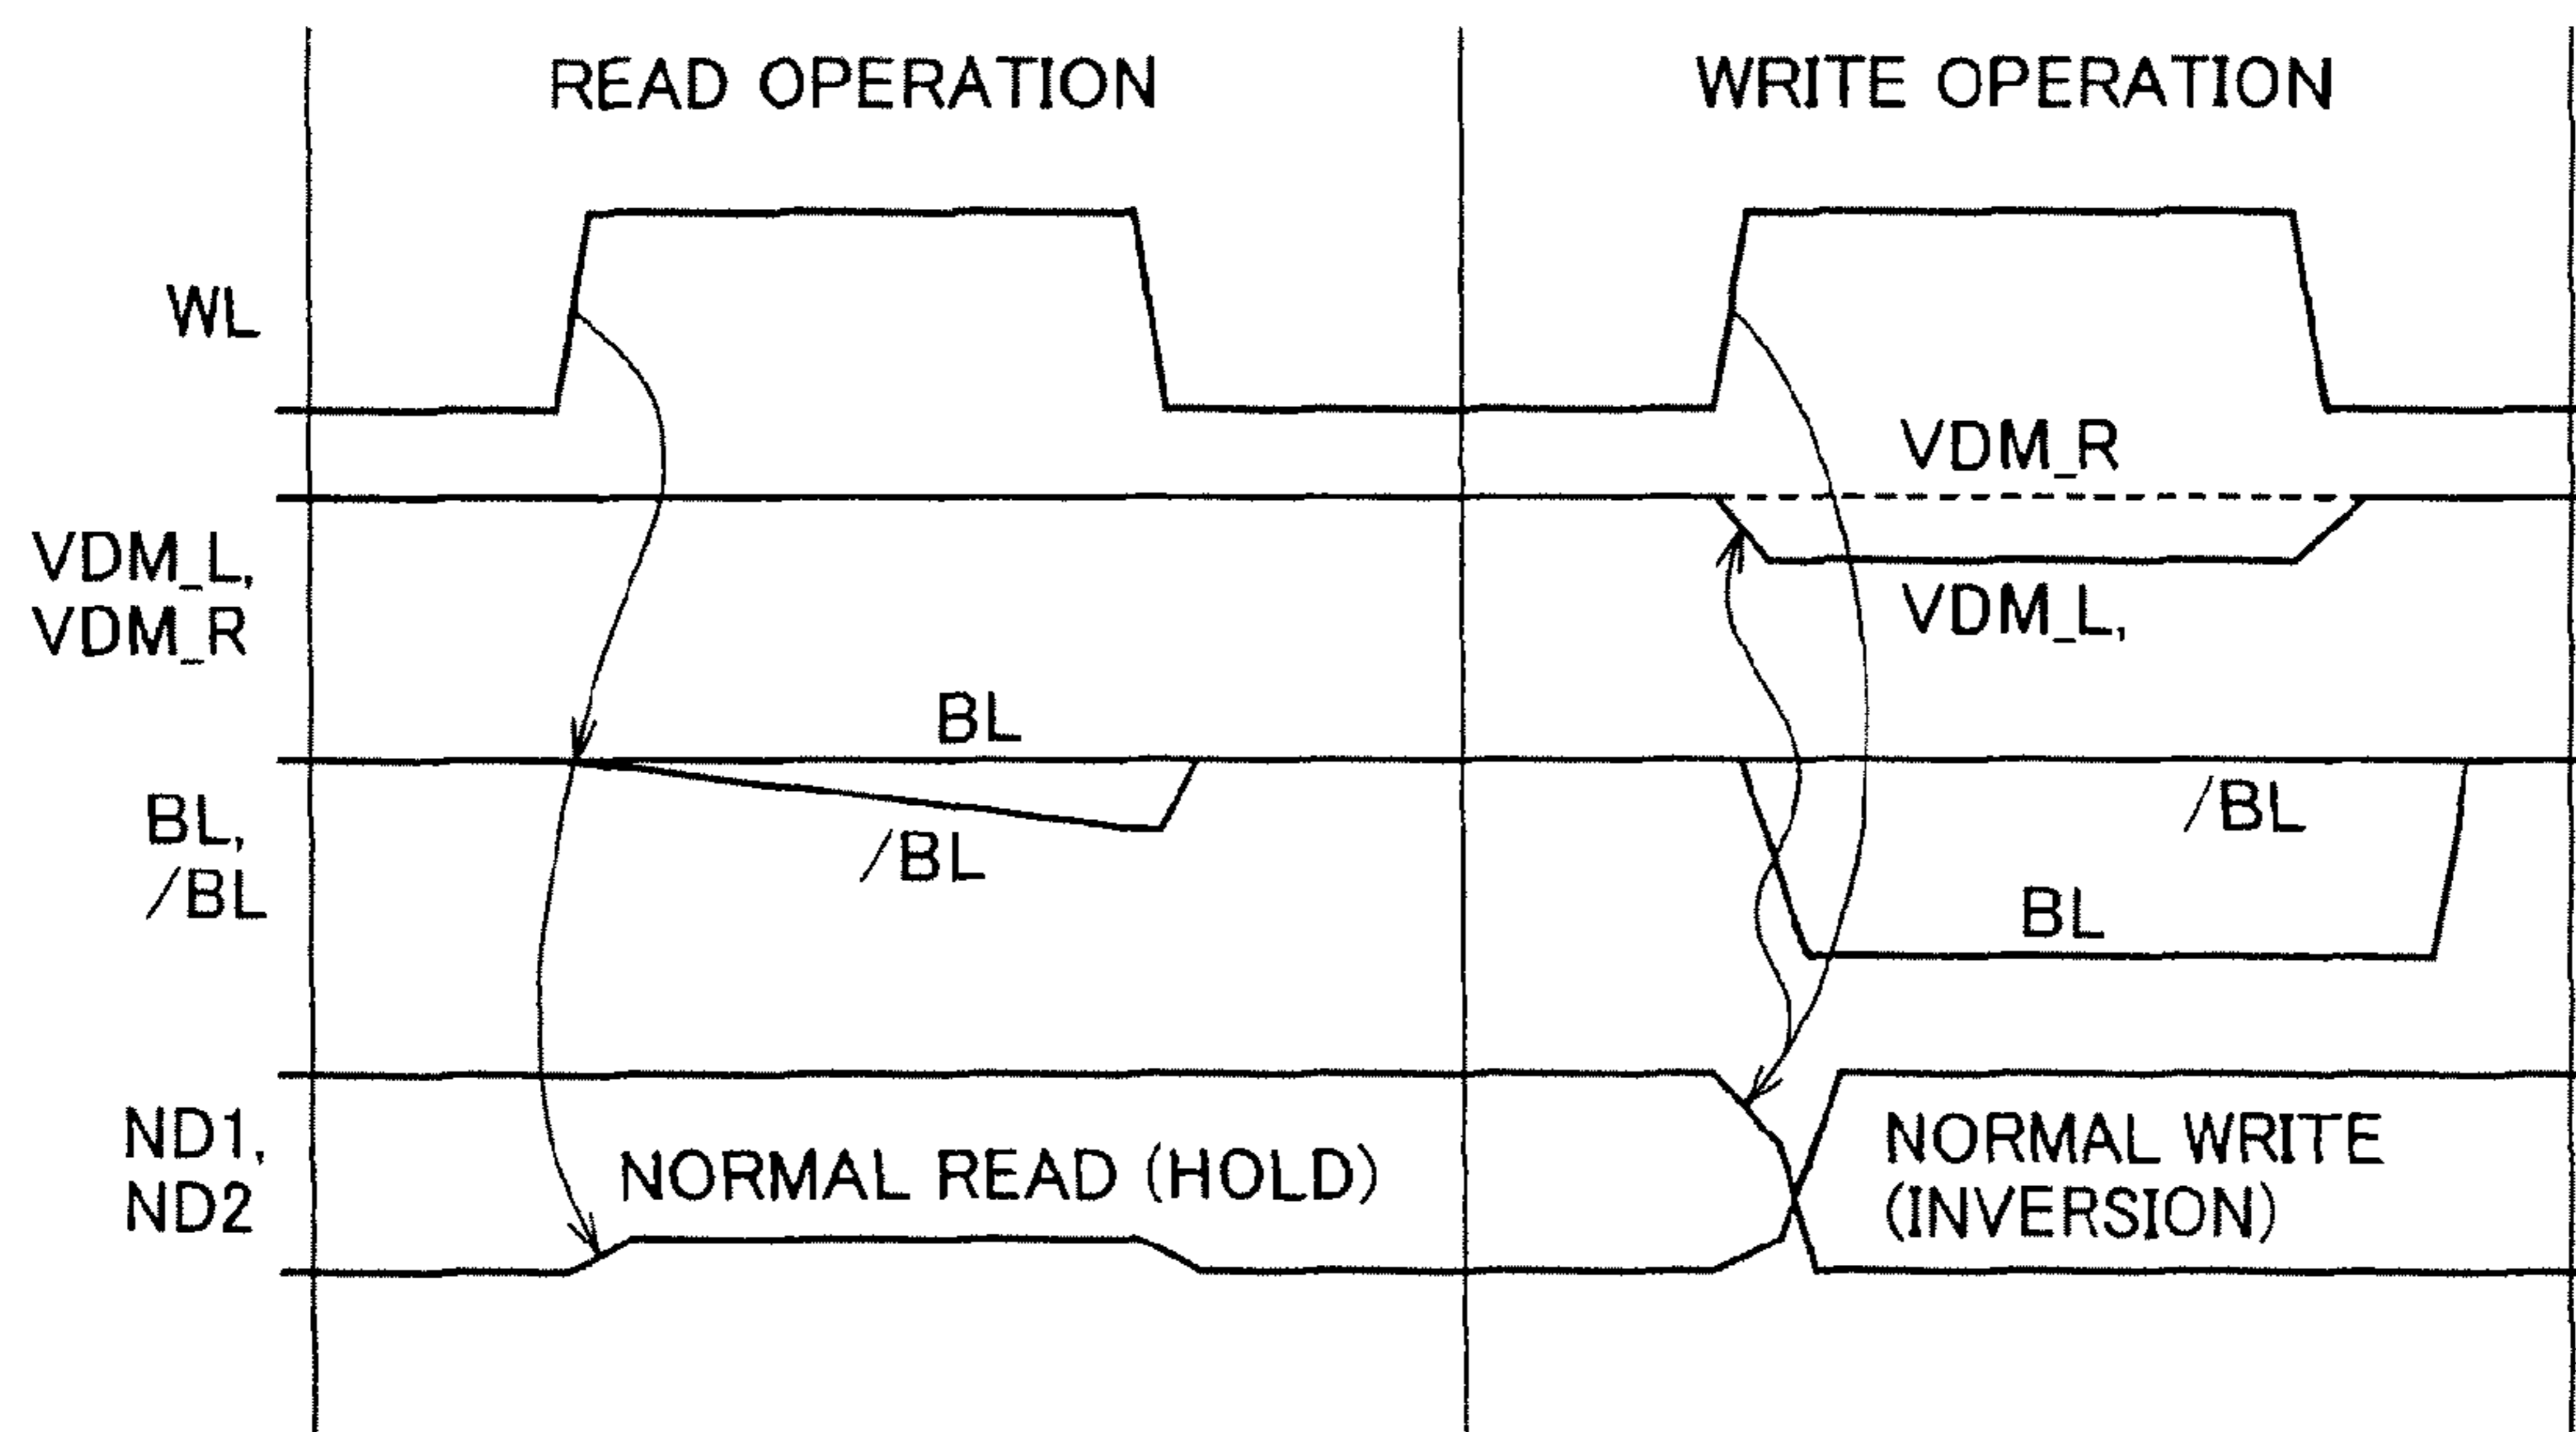 READ OPERATION
WRITE OPERATION
WL
VDM_R
VDM_L,
VDM_R
VDM_L,
BL
BL,
/BL
/BL
/BL
BL
ND1,
ND2
NORMAL READ (HOLD)
NORMAL WRITE
(INVERSION)